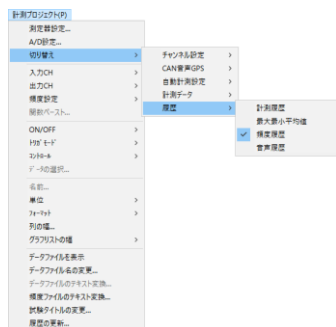 計測プロジェクト(P)
測定器設定...
A/D設定...
切り替え
入力CH
出力CH
頻度設定
関数ペースト...
ON/OFF
ﾄﾘｶﾞ ﾓｰﾄﾞ
ｺﾝﾄﾛｰﾙ
ﾃﾞｰﾀの選択...
名前...
単位
ﾌｫｰﾏｯﾄ
列の幅...
グラフリストの幅
データファイルを表示
データファイル名の変更...
データファイルのテキスト変換...
頻度ファイルのテキスト変換...
試験タイトルの変更...
履歴の更新...
チャンネル設定
CAN音声GPS
自動計測設定
計測データ
履歴
計測履歴
最大最小平均値
頻度履歴
音声履歴